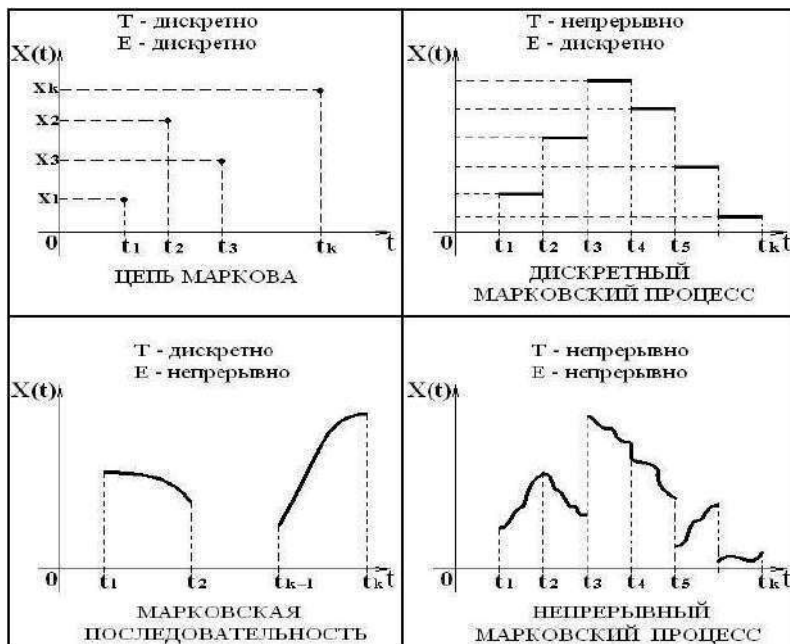 T - дискретно
E - дискретно
X(t)
Xk
X2
X3
X1
0
t1
t2
t3
tk
t
ЦЕПЬ МАРКОВА
T - непрерывно
E - дискретно
X(t)
0
t1
t2
t3
t4
t5
tk
t
ДИСКРЕТНЫЙ
МАРКОВСКИЙ ПРОЦЕСС
T - дискретно
E - непрерывно
X(t)
0
t1
t2
tk-1
tk
t
МАРКОВСКАЯ
ПОСЛЕДОВАТЕЛЬНОСТЬ
T - непрерывно
E - непрерывно
X(t)
0
t1
t2
t3
t4
t5
tk
t
НЕПРЕРЫВНЫЙ
МАРКОВСКИЙ ПРОЦЕСС